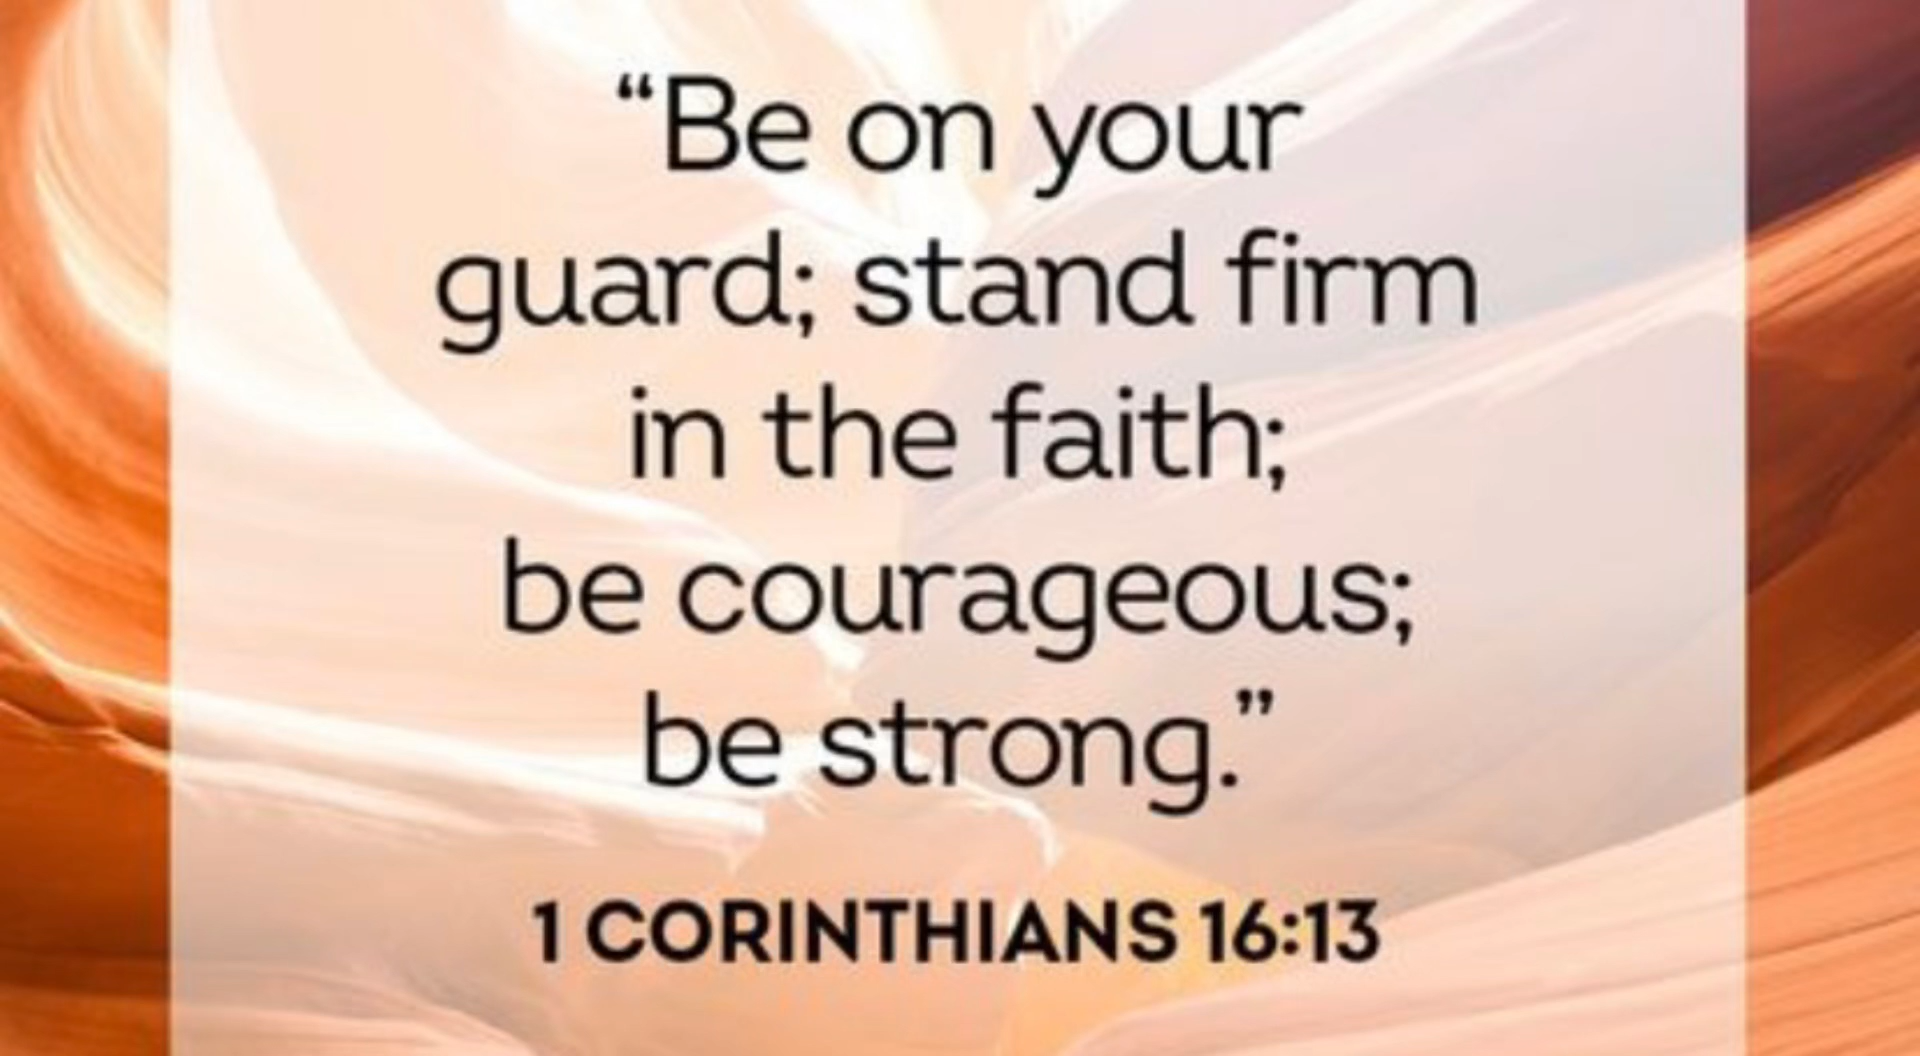 “Be on your
guard; stand firm
in the faith;
be courageous;
be strong.”
1 CORINTHIANS 16:13